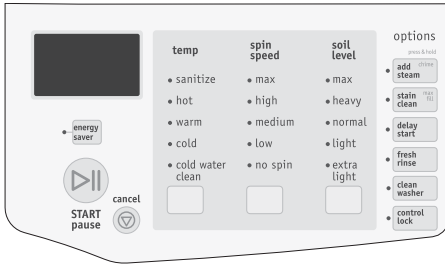 options
press & hold
temp
spin
speed
soil
level
sanitize
hot
warm
cold
cold water
clean
max
high
medium
low
no spin
max
heavy
normal
light
extra
light
add
steam
chime
stain
clean
max
fill
delay
start
fresh
rinse
clean
washer
control
lock
energy
saver
START
pause
cancel